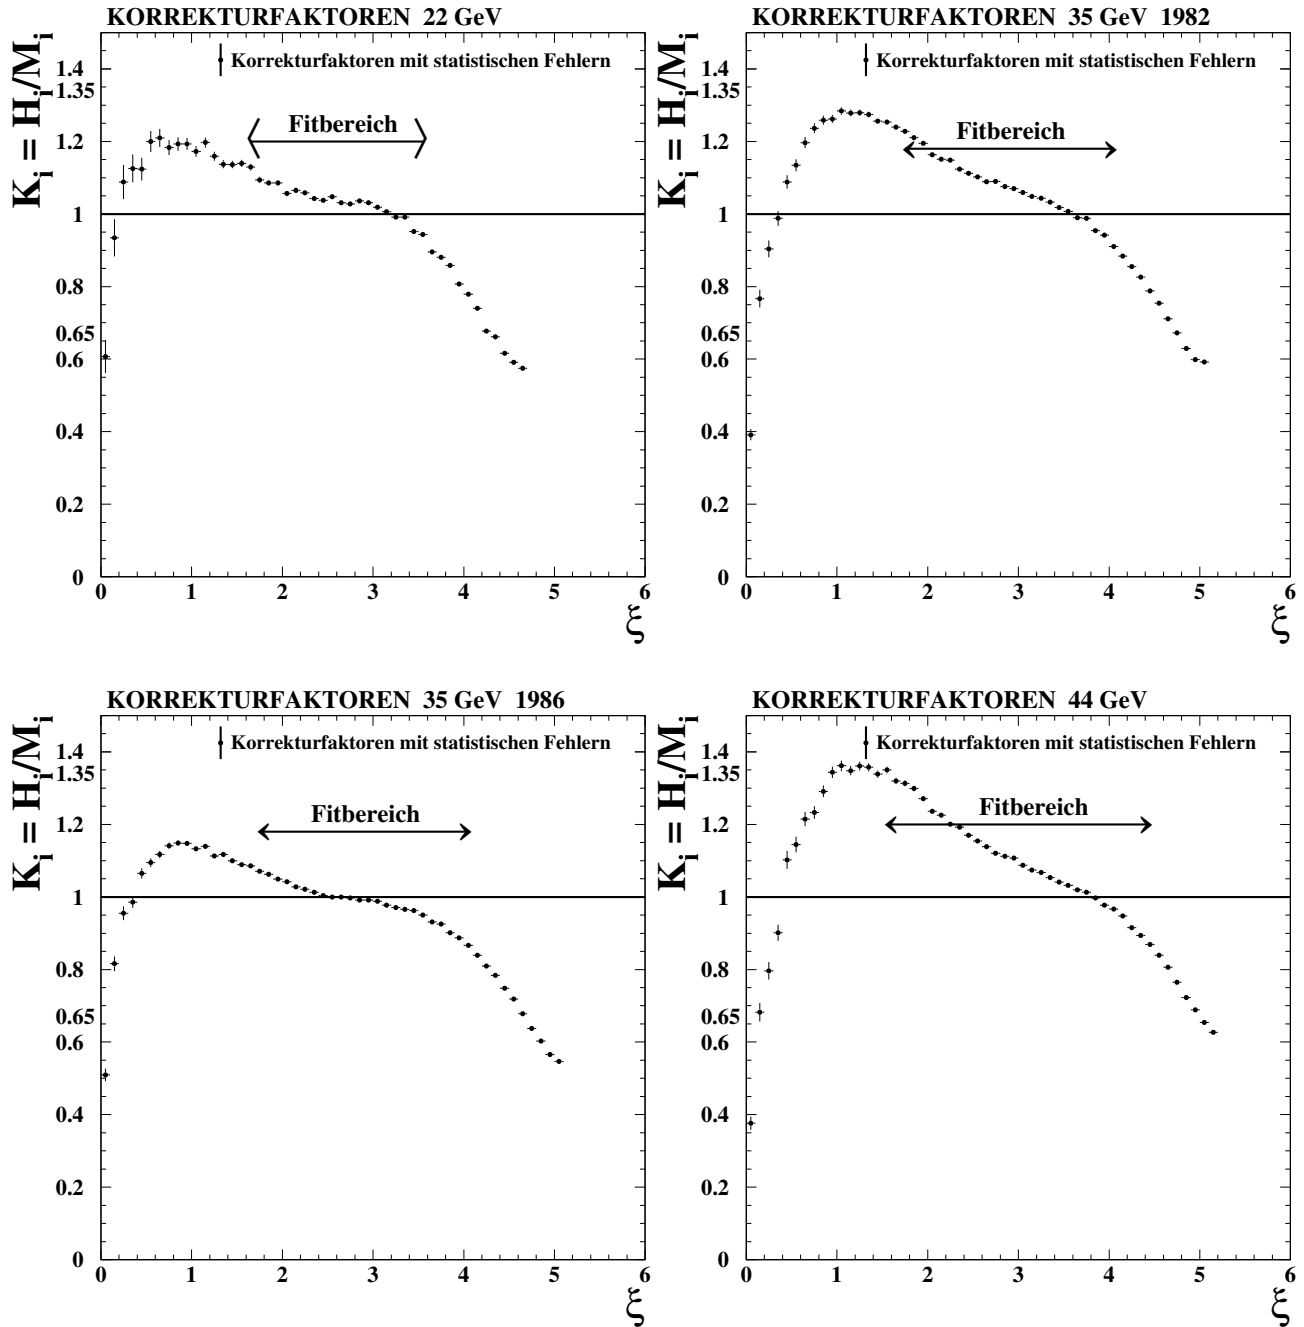 KORREKTURFAKTOREN 22 GeV
K_i = H_i/M_i
Korrekturfaktoren mit statistischen Fehlern
Fitbereich
1.4
1.35
1.2
1
0.8
0.65
0.6
0.4
0.2
0
0 1 2 3 4 5 6
ξ
KORREKTURFAKTOREN 35 GeV 1982
K_i = H_i/M_i
Korrekturfaktoren mit statistischen Fehlern
Fitbereich
1.4
1.35
1.2
1
0.8
0.65
0.6
0.4
0.2
0
0 1 2 3 4 5 6
ξ
KORREKTURFAKTOREN 35 GeV 1986
K_i = H_i/M_i
Korrekturfaktoren mit statistischen Fehlern
Fitbereich
1.4
1.35
1.2
1
0.8
0.65
0.6
0.4
0.2
0
0 1 2 3 4 5 6
ξ
KORREKTURFAKTOREN 44 GeV
K_i = H_i/M_i
Korrekturfaktoren mit statistischen Fehlern
Fitbereich
1.4
1.35
1.2
1
0.8
0.65
0.6
0.4
0.2
0
0 1 2 3 4 5 6
ξ